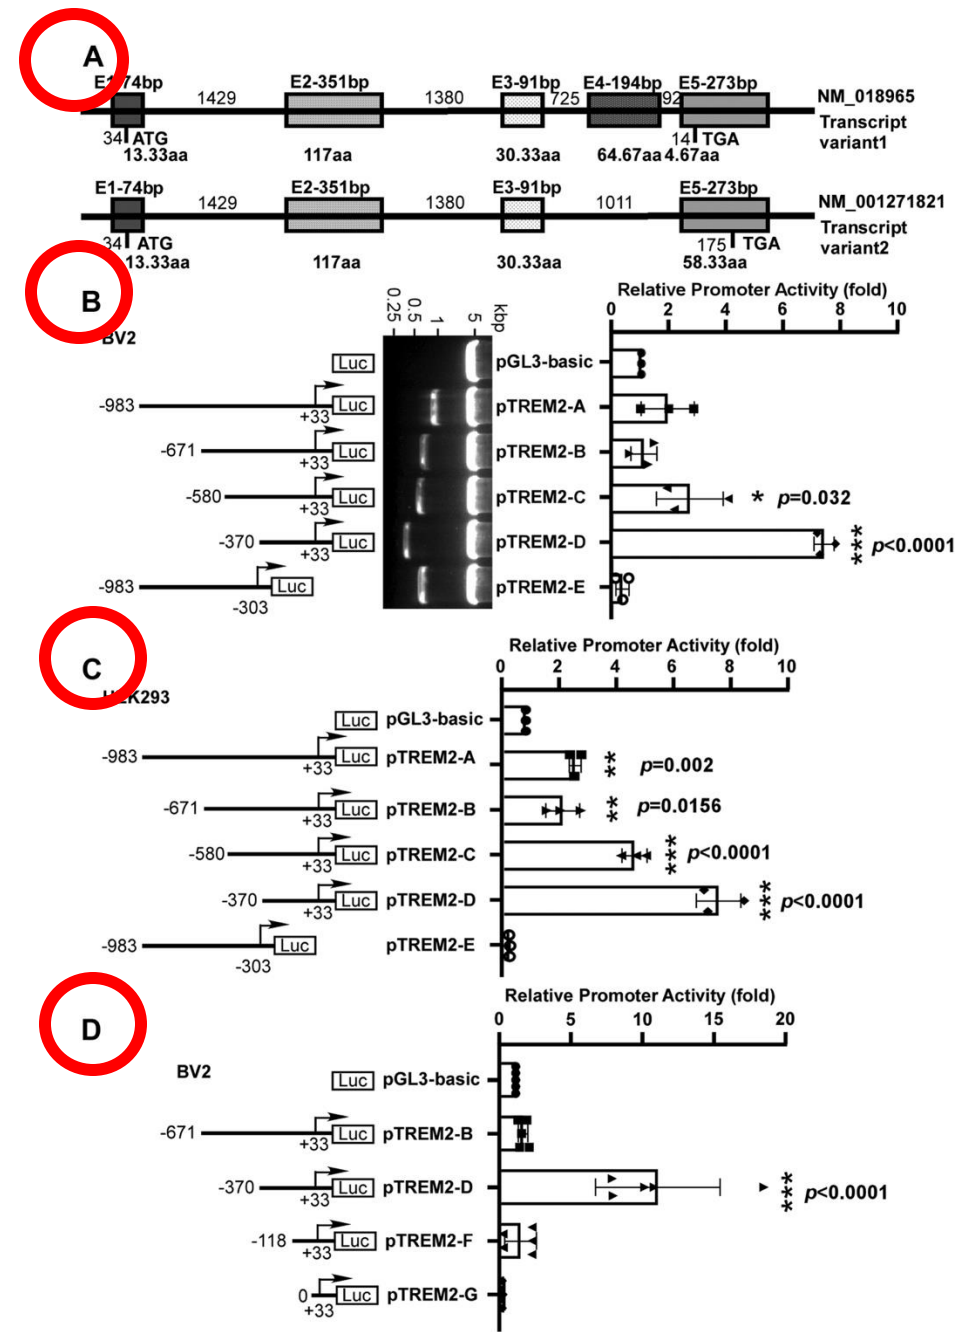 A
E1-74bp E2-351bp E3-91bp E4-194bp E5-273bp
1429 1380 725 92 NM_018965
34 ATG 14 TGA Transcript
13.33aa 117aa 30.33aa 64.67aa 4.67aa variant1
E1-74bp E2-351bp E3-91bp E5-273bp
1429 1380 1011 NM_001271821
34 ATG 175 TGA Transcript
13.33aa 117aa 30.33aa 58.33aa variant2
B
BV2
0.25 0.5 1 5 kbp
Relative Promoter Activity (fold)
0 2 4 6 8 10
Luc pGL3-basic
-983 +33 Luc pTREM2-A
-671 +33 Luc pTREM2-B
-580 +33 Luc pTREM2-C * p=0.032
-370 +33 Luc pTREM2-D *** p<0.0001
-983 -303 Luc pTREM2-E
C
HEK293
Relative Promoter Activity (fold)
0 2 4 6 8 10
Luc pGL3-basic
-983 +33 Luc pTREM2-A ** p=0.002
-671 +33 Luc pTREM2-B ** p=0.0156
-580 +33 Luc pTREM2-C *** p<0.0001
-370 +33 Luc pTREM2-D *** p<0.0001
-983 -303 Luc pTREM2-E
D
BV2
Relative Promoter Activity (fold)
0 5 10 15 20
Luc pGL3-basic
-671 +33 Luc pTREM2-B
-370 +33 Luc pTREM2-D *** p<0.0001
-118 +33 Luc pTREM2-F
0 +33 Luc pTREM2-G